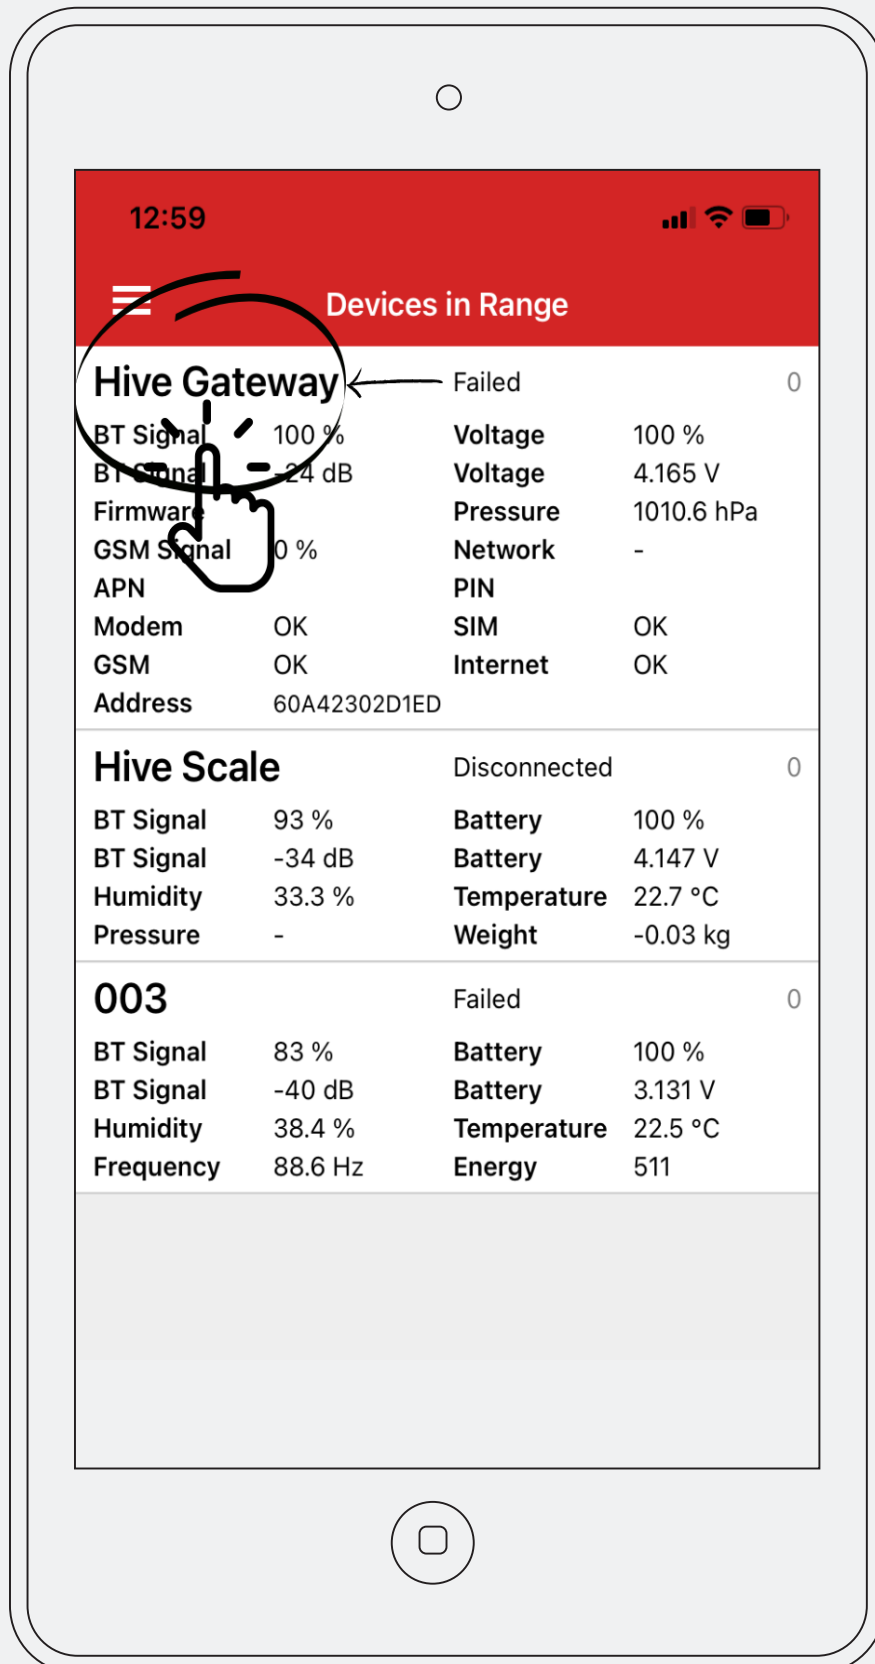 12:59
Devices in Range
Hive Gateway Failed 0
BT Signal 100 % Voltage 100 %
BT Signal -24 dB Voltage 4.165 V
Firmware Pressure 1010.6 hPa
GSM Signal 0 % Network -
APN PIN
Modem OK SIM OK
GSM OK Internet OK
Address 60A42302D1ED
Hive Scale Disconnected 0
BT Signal 93 % Battery 100 %
BT Signal -34 dB Battery 4.147 V
Humidity 33.3 % Temperature 22.7 °C
Pressure - Weight -0.03 kg
003 Failed 0
BT Signal 83 % Battery 100 %
BT Signal -40 dB Battery 3.131 V
Humidity 38.4 % Temperature 22.5 °C
Frequency 88.6 Hz Energy 511